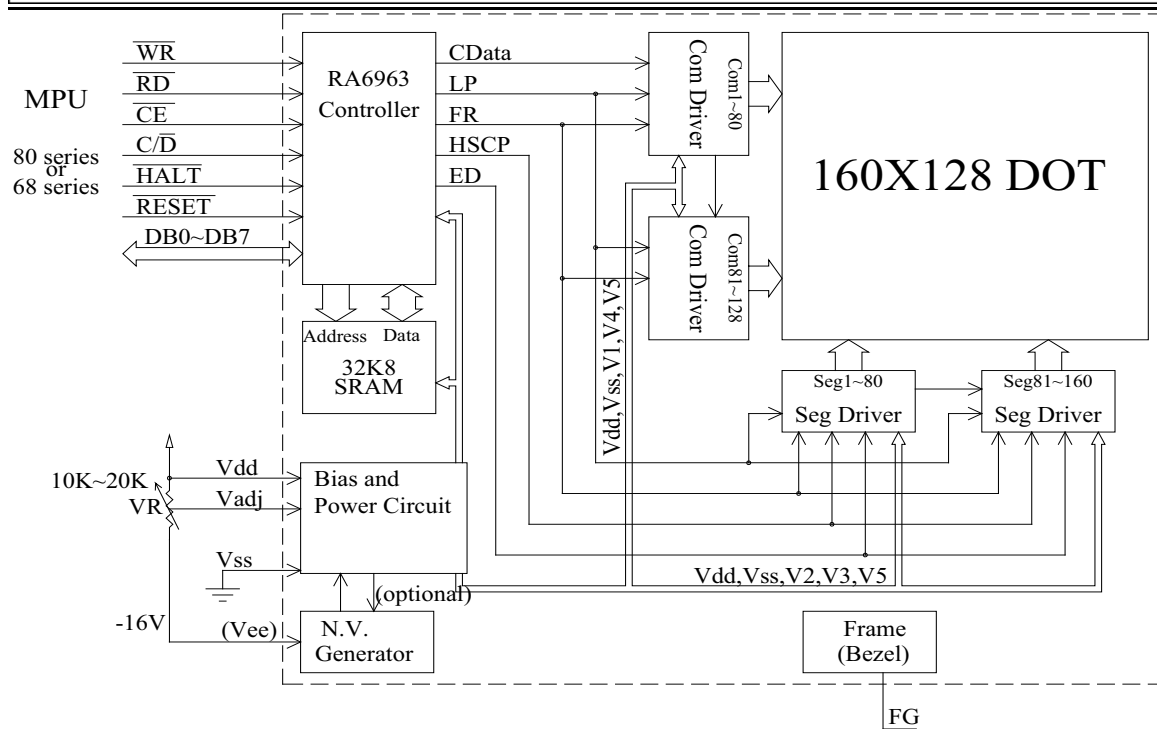 MPU
80 series
or
68 series
WR
RD
CE
C/D
HALT
RESET
DB0~DB7
RA6963
Controller
CData
LP
FR
HSCP
ED
Address Data
32K8
SRAM
Com Driver
Com1~80
Com Driver
Com81~128
160X128 DOT
Vdd,Vss,V1,V4,V5
Seg1~80
Seg Driver
Seg81~160
Seg Driver
10K~20K
VR
Vdd
Vadj
Vss
Bias and
Power Circuit
Vdd,Vss,V2,V3,V5
(optional)
-16V
(Vee)
N.V.
Generator
Frame
(Bezel)
FG